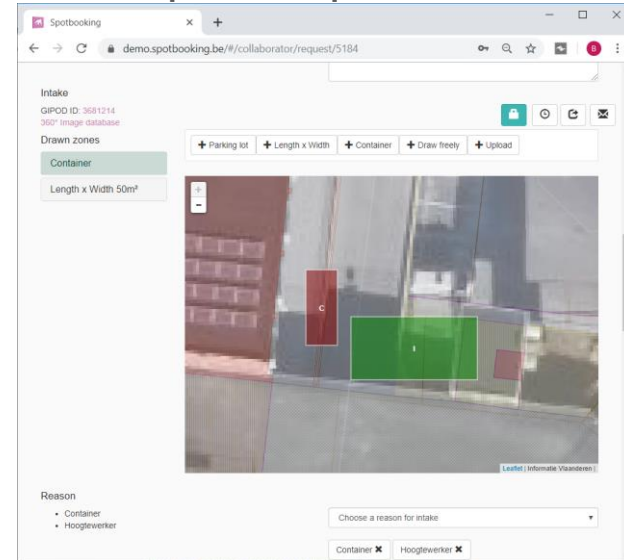 Spotbooking
demo.spotbooking.be/#/collaborator/request/5184
B
Intake
GIPOD ID: 3681214
360° Image database
Drawn zones
Container
Length x Width 50m²
+ Parking lot
+ Length x Width
+ Container
+ Draw freely
+ Upload
+
-
C
I
Leaflet | Informatie Vlaanderen |
Reason
• Container
• Hoogtewerker
Choose a reason for intake
Container ✖
Hoogtewerker ✖